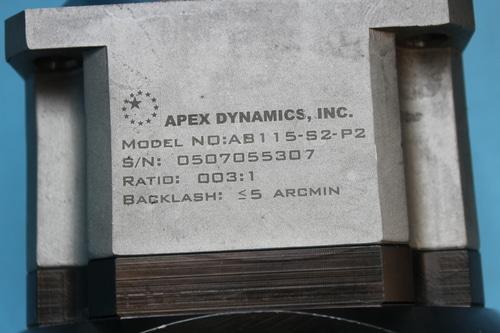 APEX DYNAMICS, INC.
MODEL NO:AB115-S2-P2
S/N: 0507055307
RATIO: 003:1
BACKLASH: ≤5 ARCMIN